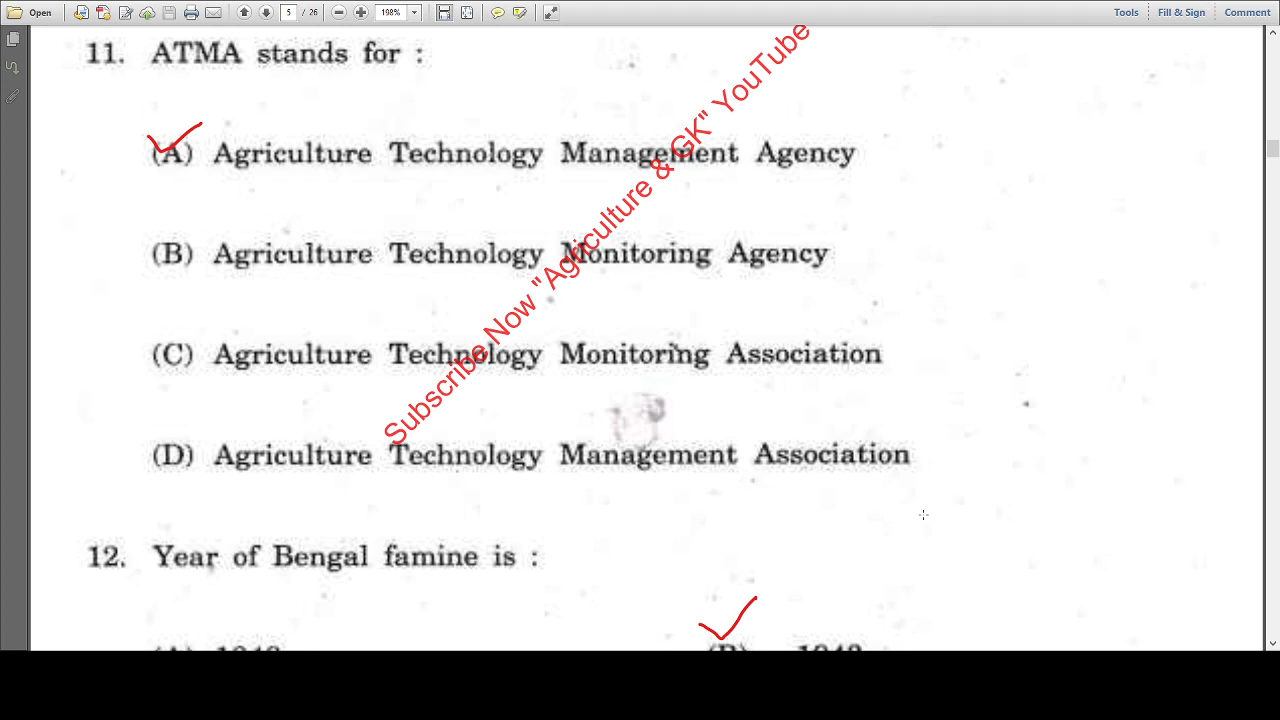 Open
5 / 26
198%
Tools
Fill & Sign
Comment
11. ATMA stands for :
(A) Agriculture Technology Management Agency
(B) Agriculture Technology Monitoring Agency
(C) Agriculture Technology Monitoring Association
(D) Agriculture Technology Management Association
Subscribe Now "Agriculture & GK" YouTube
12. Year of Bengal famine is :
(A)
(B)